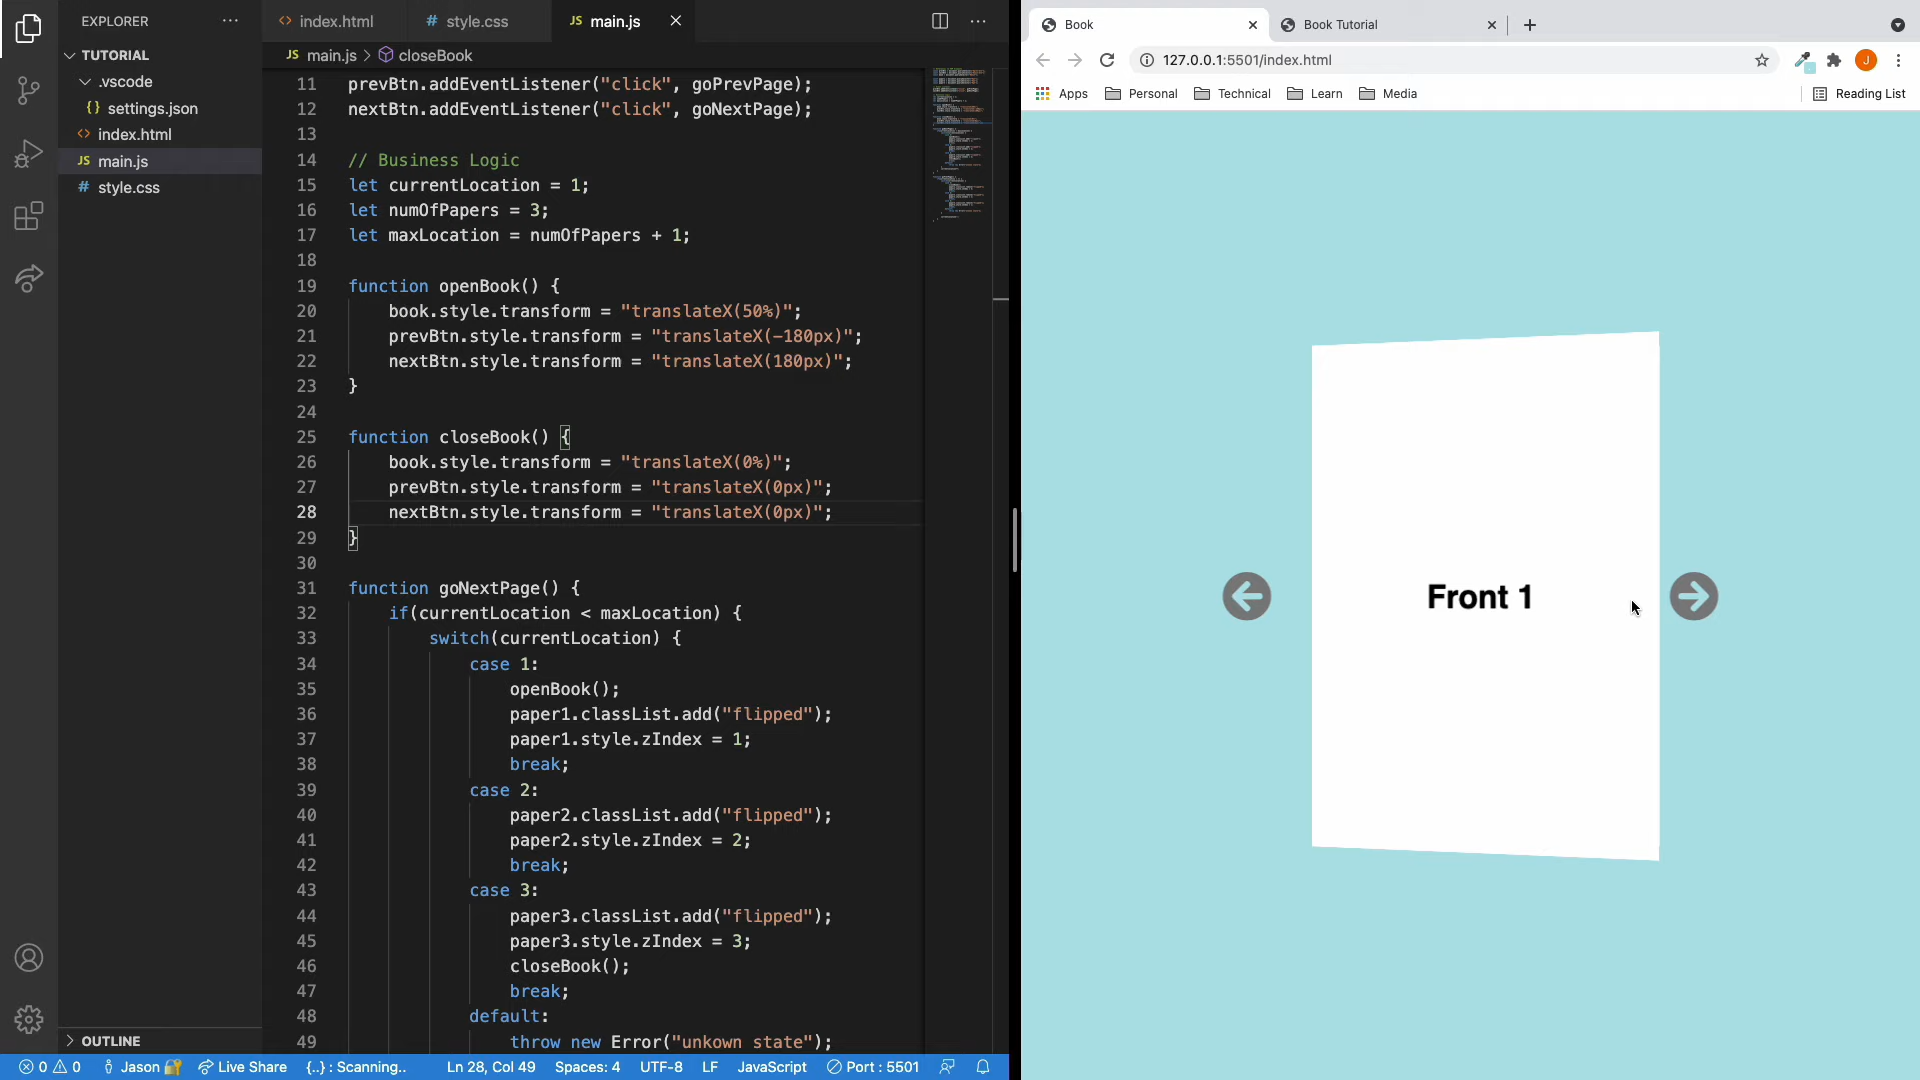 EXPLORER
TUTORIAL
.vscode
{} settings.json
<> index.html
JS main.js
# style.css
OUTLINE
<> index.html
# style.css
JS main.js
JS main.js > closeBook
11 prevBtn.addEventListener("click", goPrevPage);
12 nextBtn.addEventListener("click", goNextPage);
13
14 // Business Logic
15 let currentLocation = 1;
16 let numOfPapers = 3;
17 let maxLocation = numOfPapers + 1;
18
19 function openBook() {
20 book.style.transform = "translateX(50%)";
21 prevBtn.style.transform = "translateX(-180px)";
22 nextBtn.style.transform = "translateX(180px)";
23 }
24
25 function closeBook() {
26 book.style.transform = "translateX(0%)";
27 prevBtn.style.transform = "translateX(0px)";
28 nextBtn.style.transform = "translateX(0px)";
29 }
30
31 function goNextPage() {
32 if(currentLocation < maxLocation) {
33 switch(currentLocation) {
34 case 1:
35 openBook();
36 paper1.classList.add("flipped");
37 paper1.style.zIndex = 1;
38 break;
39 case 2:
40 paper2.classList.add("flipped");
41 paper2.style.zIndex = 2;
42 break;
43 case 3:
44 paper3.classList.add("flipped");
45 paper3.style.zIndex = 3;
46 closeBook();
47 break;
48 default:
49 throw new Error("unkown state");
0 0 Jason Live Share {..} : Scanning.. Ln 28, Col 49 Spaces: 4 UTF-8 LF JavaScript Port : 5501
Book
Book Tutorial
127.0.0.1:5501/index.html
J
Apps Personal Technical Learn Media Reading List
Front 1